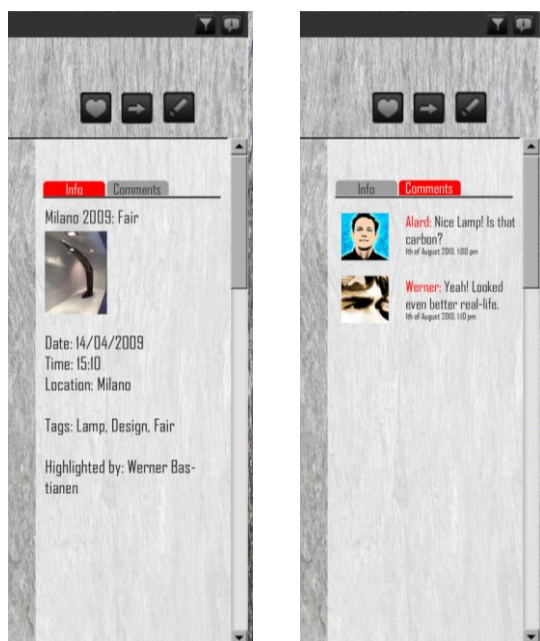 Info Comments
Milano 2009: Fair
Date: 14/04/2009
Time: 15:10
Location: Milano
Tags: Lamp, Design, Fair
Highlighted by: Werner Bas-
tianen
Info Comments
Alard: Nice Lamp! Is that
carbon?
1th of August 2010, 1:00 pm
Werner: Yeah! Looked
even better real-life.
1th of August 2010, 1:10 pm